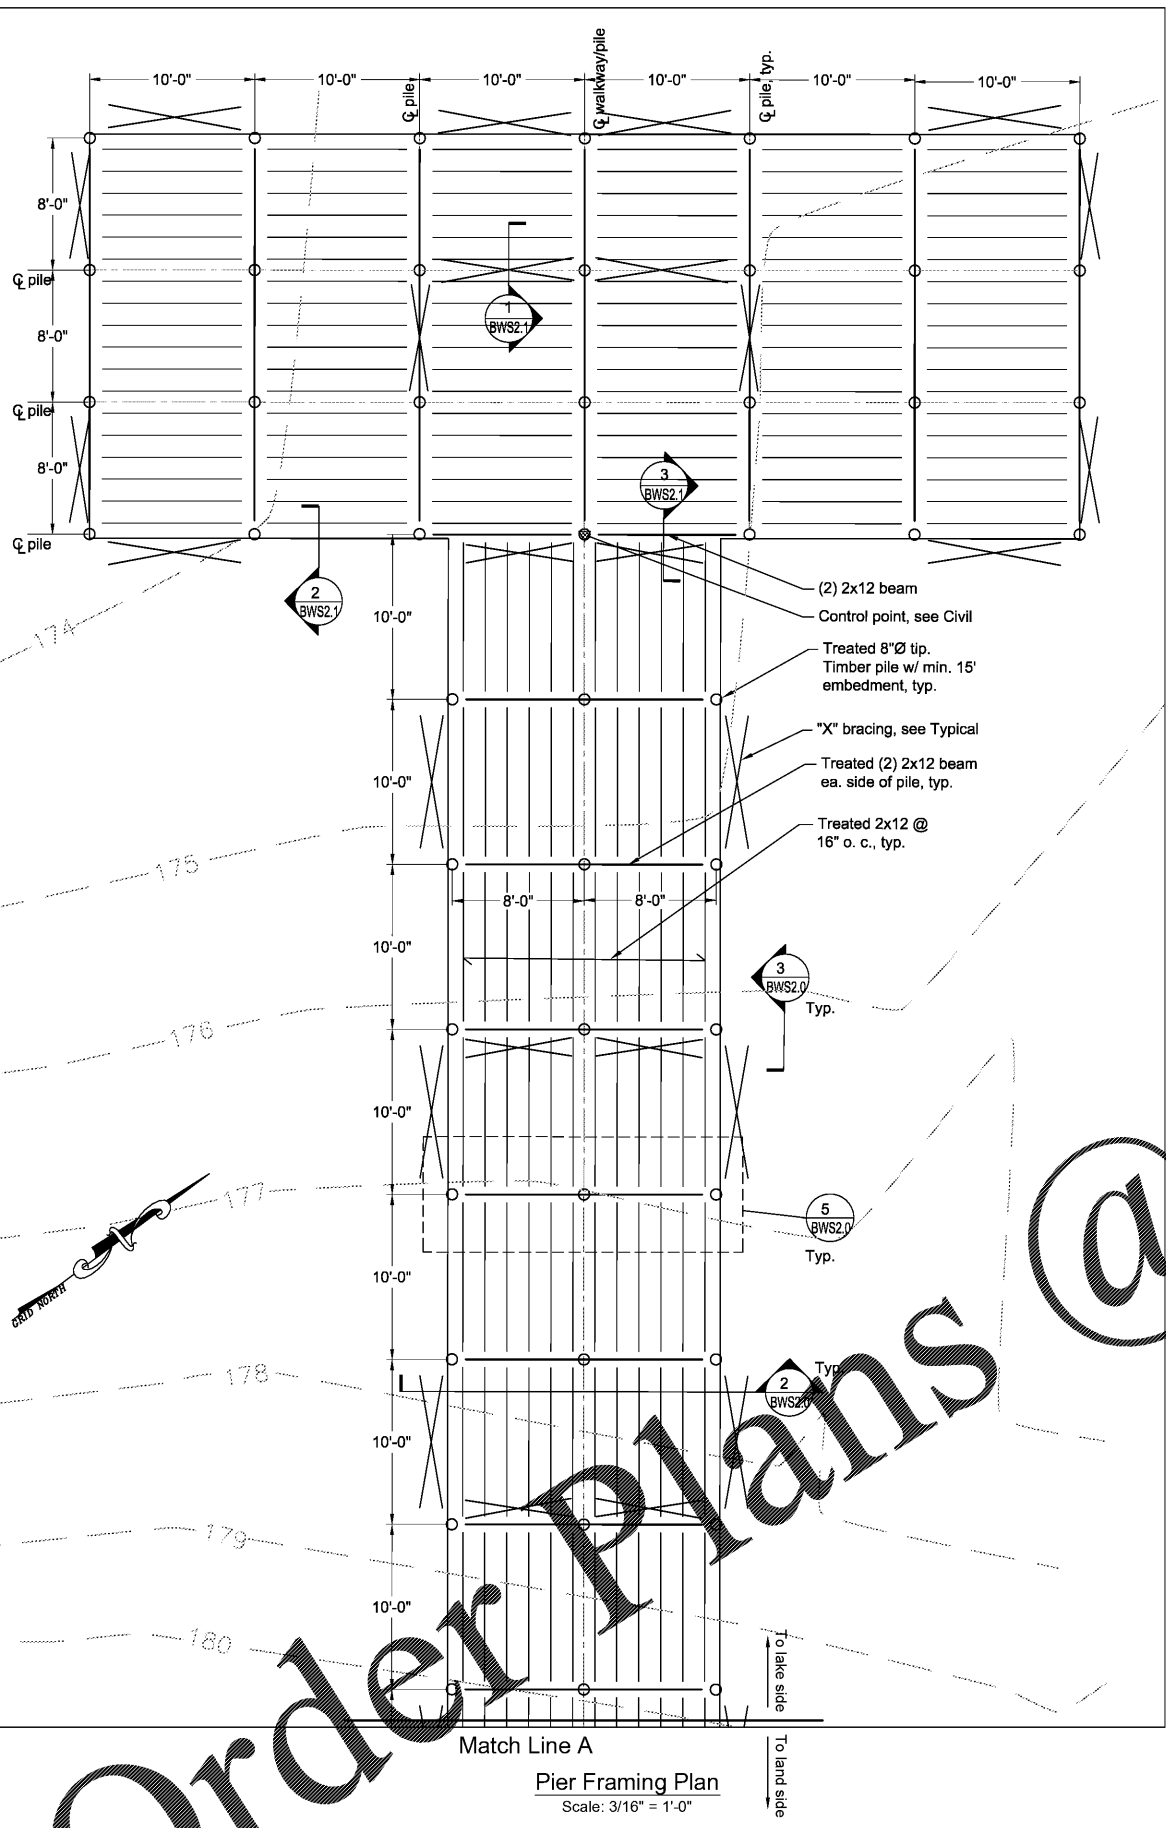 10'-0" 10'-0" 10'-0" 10'-0" 10'-0" 10'-0"
℄ pile
℄ walkway/pile
℄ pile, typ.
8'-0"
℄ pile
8'-0"
℄ pile
8'-0"
℄ pile
1
BWS2.1
3
BWS2.1
2
BWS2.1
(2) 2x12 beam
Control point, see Civil
Treated 8"Ø tip.
Timber pile w/ min. 15'
embedment, typ.
"X" bracing, see Typical
Treated (2) 2x12 beam
ea. side of pile, typ.
Treated 2x12 @
16" o. c., typ.
10'-0"
174
10'-0"
175
8'-0" 8'-0"
10'-0"
3
BWS2.0
Typ.
176
10'-0"
177
5
BWS2.0
Typ.
GRID NORTH
10'-0"
178
Typ.
2
BWS2.0
10'-0"
179
10'-0"
180
To lake side
To land side
Match Line A
Pier Framing Plan
Scale: 3/16" = 1'-0"
Order Plans @